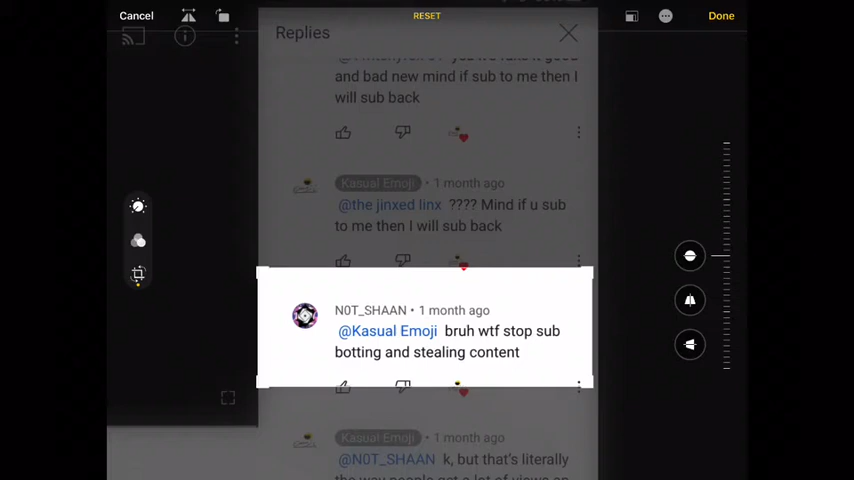 Cancel
RESET
Done
Replies
and bad new mind if sub to me then I
will sub back
Kasual Emoji • 1 month ago
@the jinxed linx ???? Mind if u sub
to me then I will sub back
N0T_SHAAN • 1 month ago
@Kasual Emoji bruh wtf stop sub
botting and stealing content
Kasual Emoji • 1 month ago
@N0T_SHAAN k, but that's literally